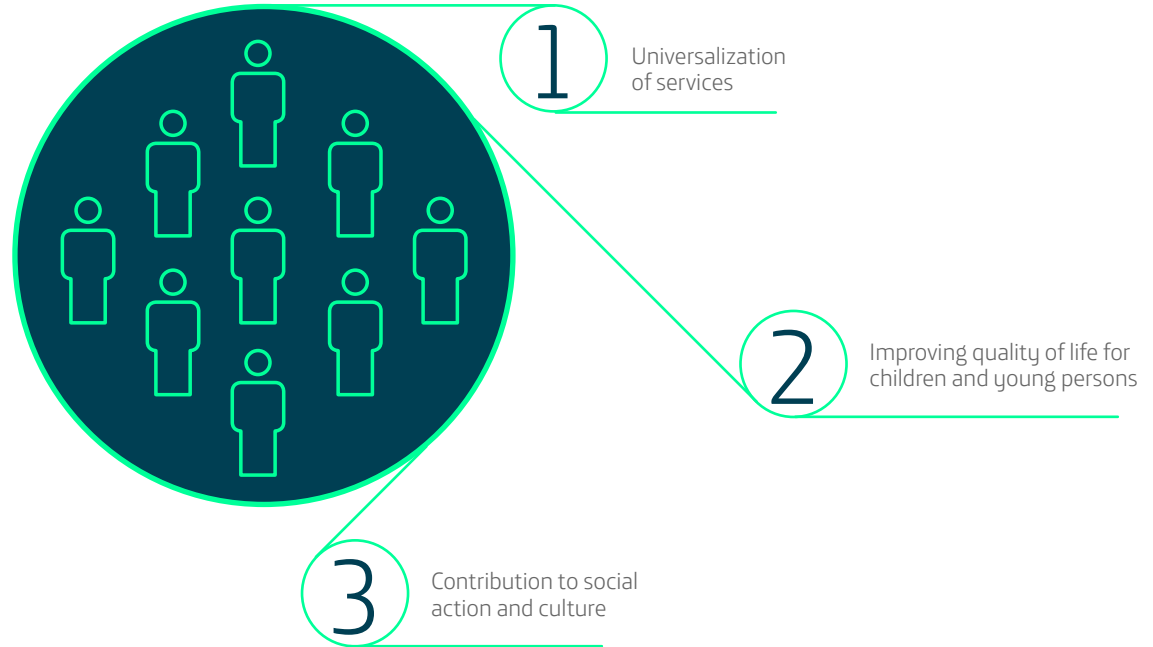 1
Universalization
of services
2
Improving quality of life for
children and young persons
3
Contribution to social
action and culture